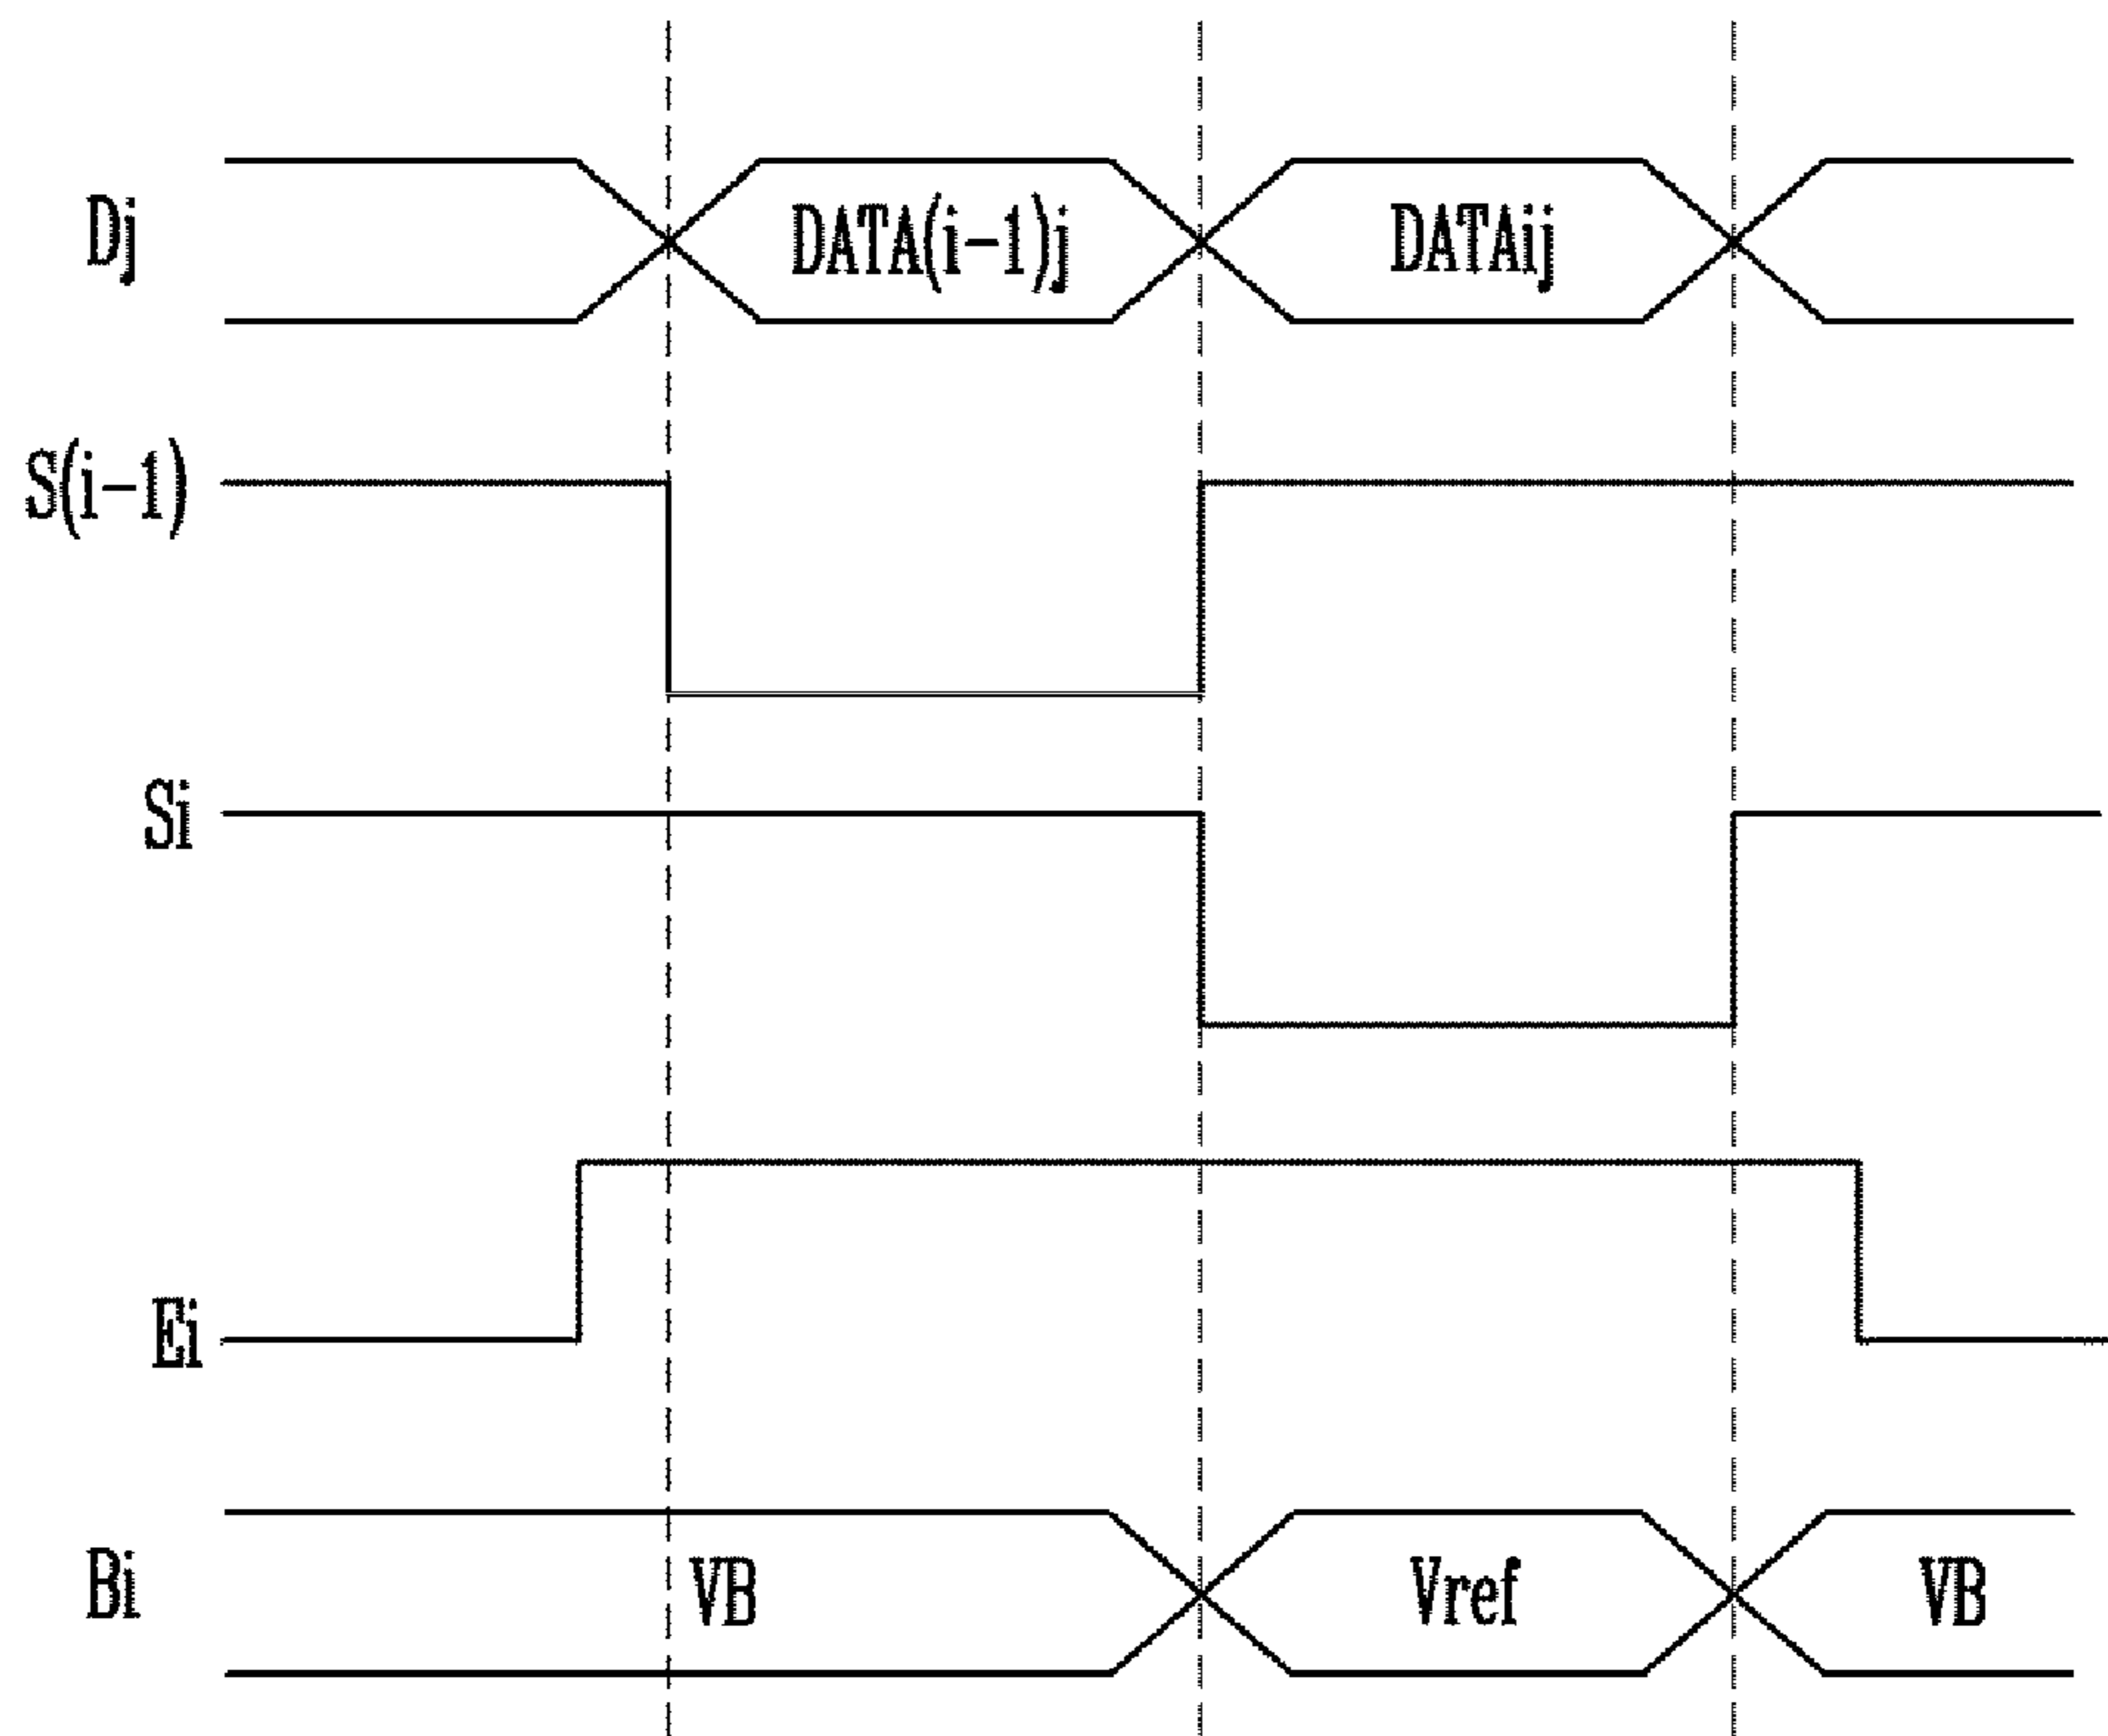 Dj DATA(i-1)j DATAij
S(i-1)
Si
Ei
Bi VB Vref VB